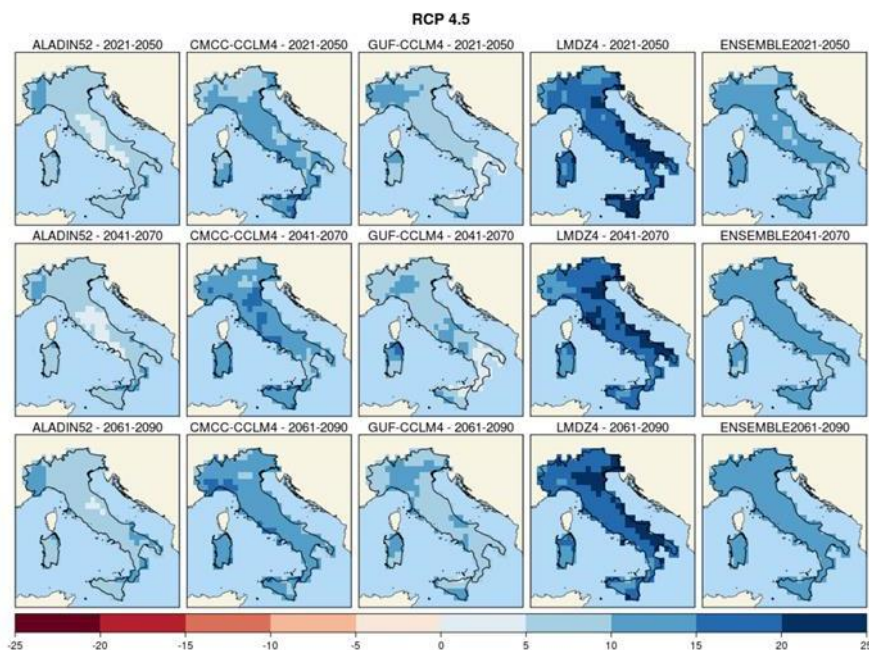 RCP 4.5
ALADIN52 - 2021-2050 CMCC-CCLM4 - 2021-2050 GUF-CCLM4 - 2021-2050 LMDZ4 - 2021-2050 ENSEMBLE2021-2050
ALADIN52 - 2041-2070 CMCC-CCLM4 - 2041-2070 GUF-CCLM4 - 2041-2070 LMDZ4 - 2041-2070 ENSEMBLE2041-2070
ALADIN52 - 2061-2090 CMCC-CCLM4 - 2061-2090 GUF-CCLM4 - 2061-2090 LMDZ4 - 2061-2090 ENSEMBLE2061-2090
-25 -20 -15 -10 -5 0 5 10 15 20 25